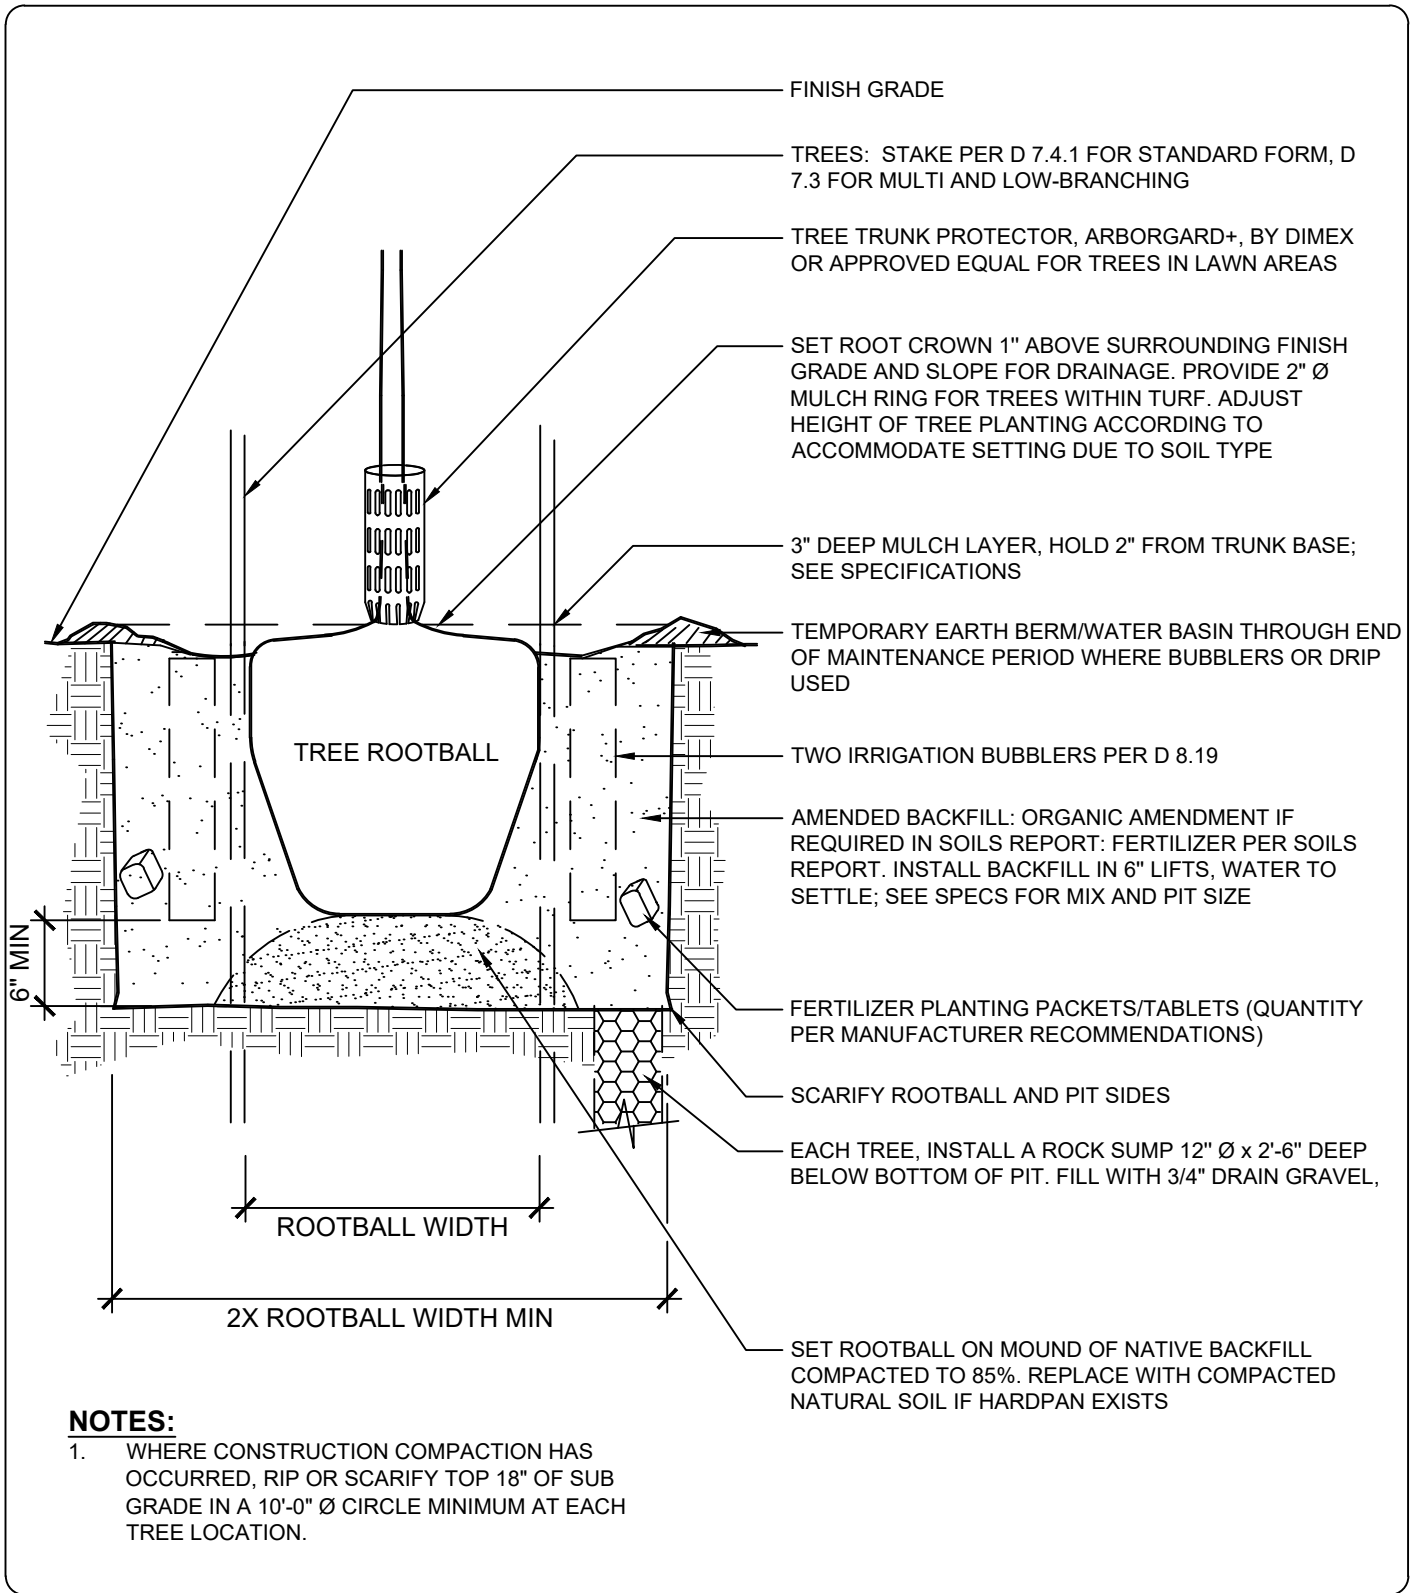 FINISH GRADE
TREES: STAKE PER D 7.4.1 FOR STANDARD FORM, D
7.3 FOR MULTI AND LOW-BRANCHING
TREE TRUNK PROTECTOR, ARBORGARD+, BY DIMEX
OR APPROVED EQUAL FOR TREES IN LAWN AREAS
SET ROOT CROWN 1" ABOVE SURROUNDING FINISH
GRADE AND SLOPE FOR DRAINAGE. PROVIDE 2" Ø
MULCH RING FOR TREES WITHIN TURF. ADJUST
HEIGHT OF TREE PLANTING ACCORDING TO
ACCOMMODATE SETTING DUE TO SOIL TYPE
3" DEEP MULCH LAYER, HOLD 2" FROM TRUNK BASE;
SEE SPECIFICATIONS
TEMPORARY EARTH BERM/WATER BASIN THROUGH END
OF MAINTENANCE PERIOD WHERE BUBBLERS OR DRIP
USED
TREE ROOTBALL
TWO IRRIGATION BUBBLERS PER D 8.19
AMENDED BACKFILL: ORGANIC AMENDMENT IF
REQUIRED IN SOILS REPORT: FERTILIZER PER SOILS
REPORT. INSTALL BACKFILL IN 6" LIFTS, WATER TO
SETTLE; SEE SPECS FOR MIX AND PIT SIZE
6" MIN
FERTILIZER PLANTING PACKETS/TABLETS (QUANTITY
PER MANUFACTURER RECOMMENDATIONS)
SCARIFY ROOTBALL AND PIT SIDES
EACH TREE, INSTALL A ROCK SUMP 12" Ø x 2'-6" DEEP
BELOW BOTTOM OF PIT. FILL WITH 3/4" DRAIN GRAVEL,
ROOTBALL WIDTH
2X ROOTBALL WIDTH MIN
SET ROOTBALL ON MOUND OF NATIVE BACKFILL
COMPACTED TO 85%. REPLACE WITH COMPACTED
NATURAL SOIL IF HARDPAN EXISTS
NOTES:
1. WHERE CONSTRUCTION COMPACTION HAS
OCCURRED, RIP OR SCARIFY TOP 18" OF SUB
GRADE IN A 10'-0" Ø CIRCLE MINIMUM AT EACH
TREE LOCATION.